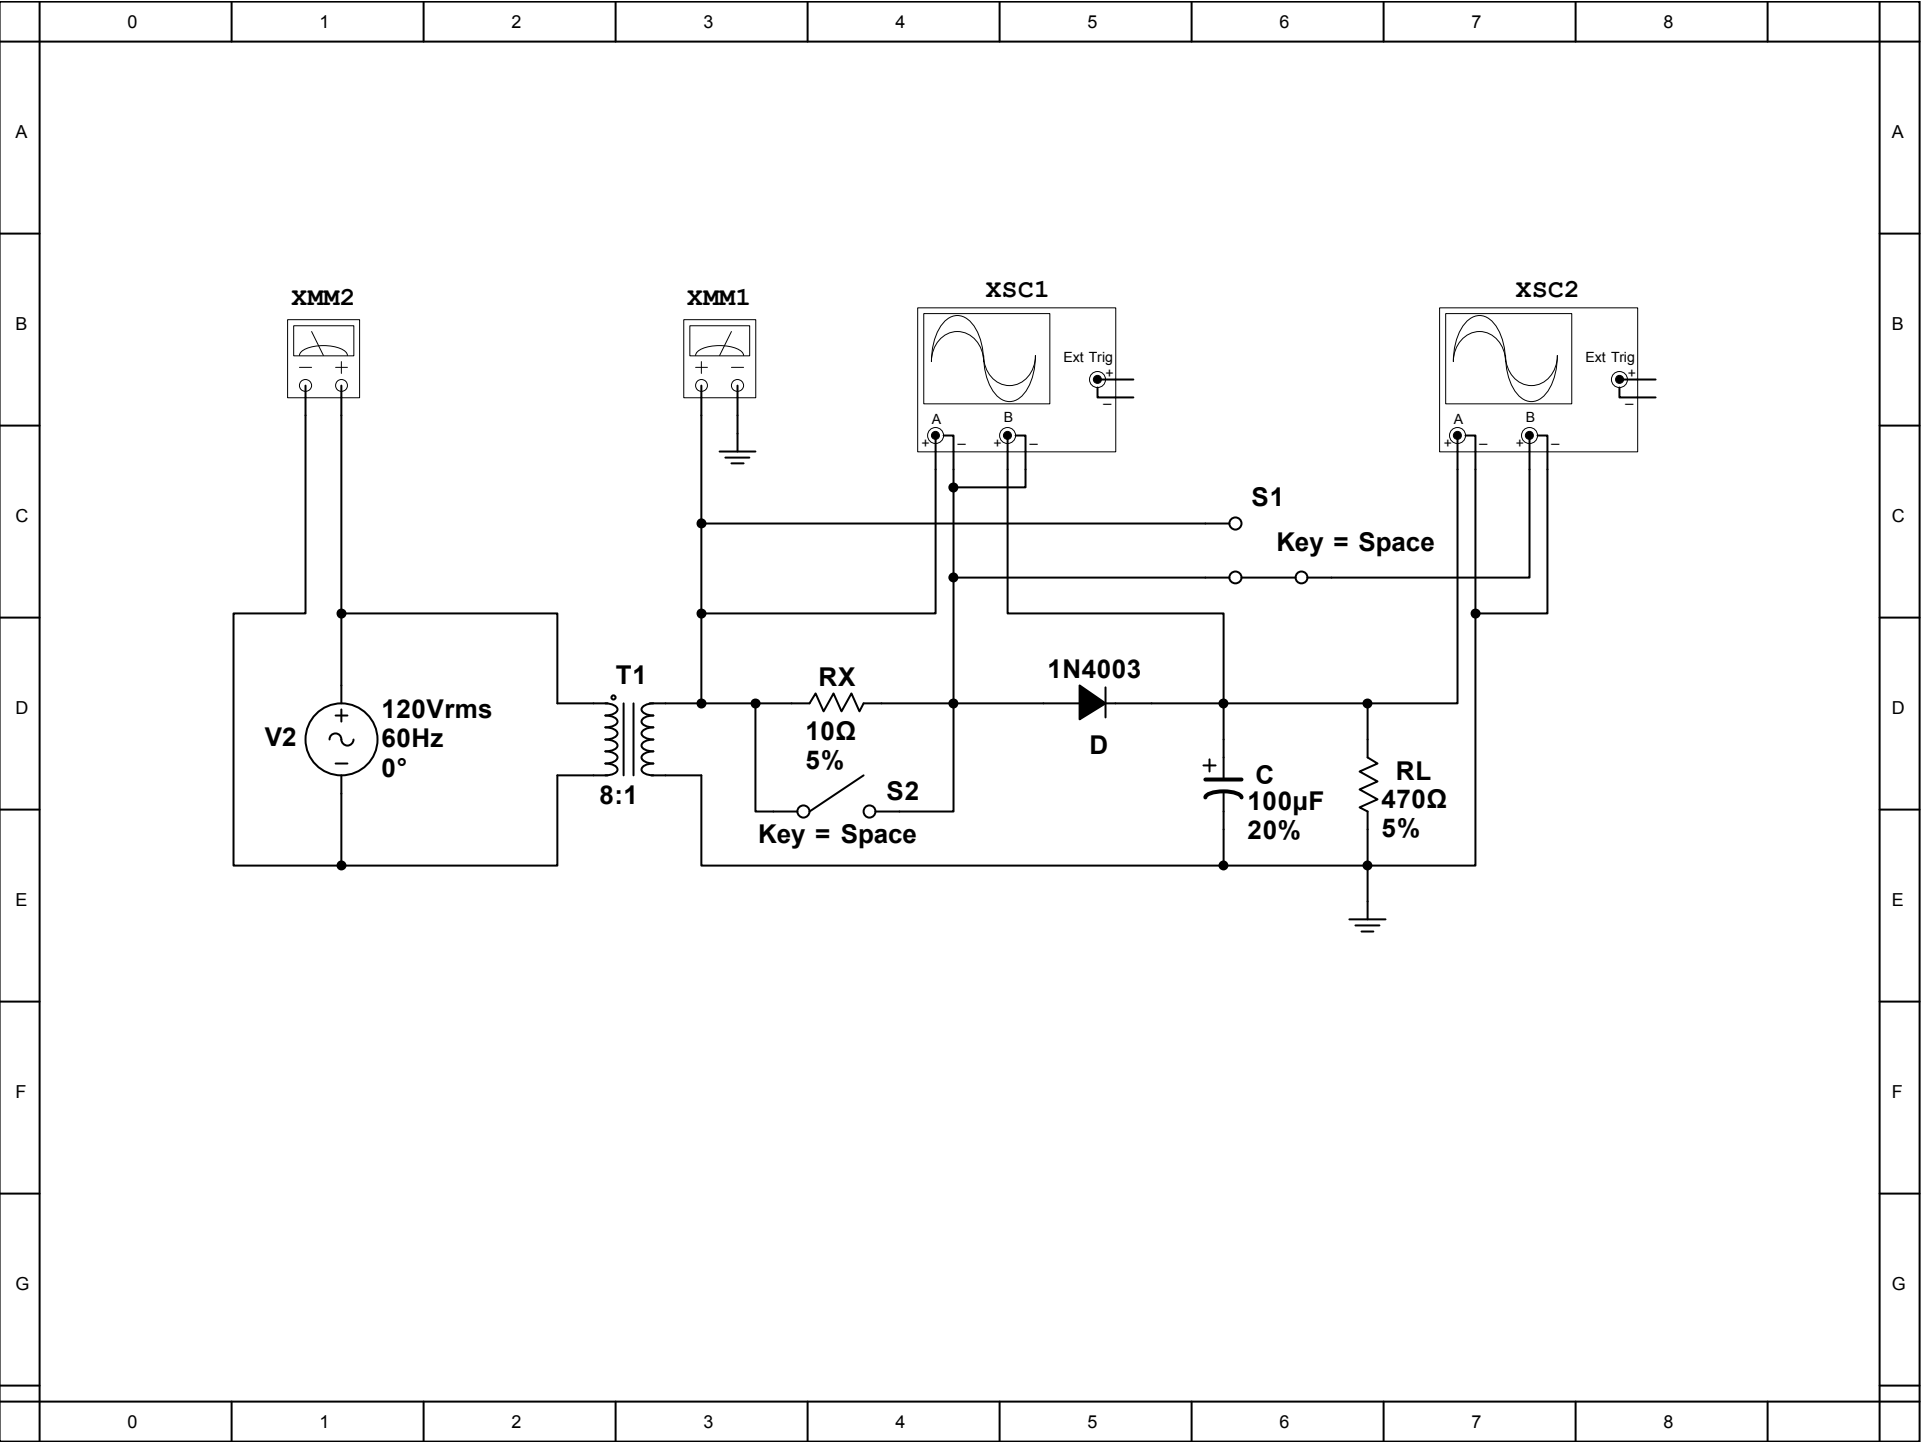 0 1 2 3 4 5 6 7 8
A A
B B
C C
D D
E E
F F
G G
XMM2
XMM1
XSC1
XSC2
Ext Trig
Ext Trig
A B
A B
S1
Key = Space
T1
8:1
V2
120Vrms
60Hz
0°
RX
10Ω
5%
S2
Key = Space
1N4003
D
C
100µF
20%
RL
470Ω
5%
0 1 2 3 4 5 6 7 8